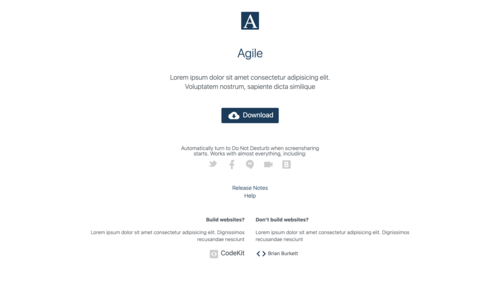 A
Agile
Lorem ipsum dolor sit amet consectetur adipisicing elit.
Voluptatem nostrum, sapiente dicta similique
Download
Automatically turn to Do Not Desturb when screensharing
starts. Works with almost everything, including:
Release Notes
Help
Build websites?
Lorem ipsum dolor sit amet consectetur adipisicing elit. Dignissimos
recusandae nesciunt
CodeKit
Don't build websites?
Lorem ipsum dolor sit amet consectetur adipisicing elit. Dignissimos
recusandae nesciunt
Brian Burkett